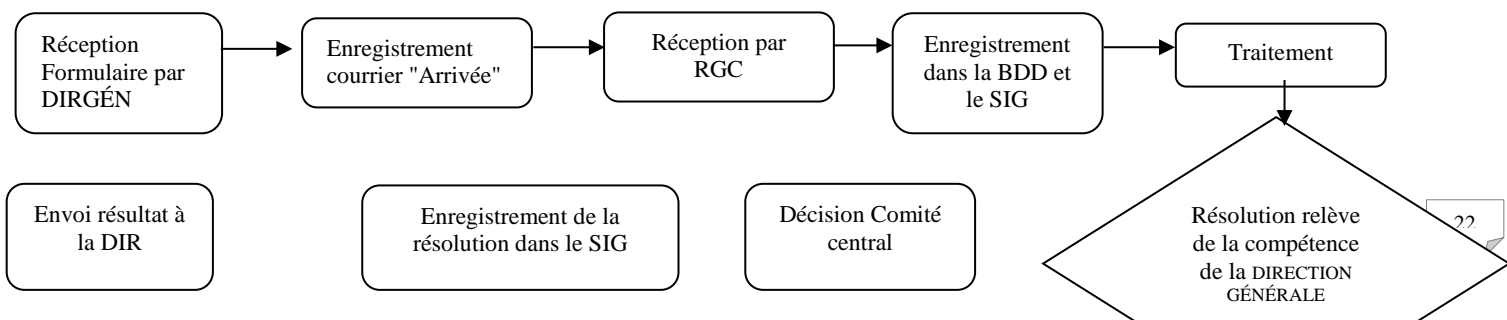 Réception
Formulaire par
DIRGÉN
Enregistrement
courrier "Arrivée"
Réception par
RGC
Enregistrement
dans la BDD et
le SIG
Traitement
Envoi résultat à
la DIR
Enregistrement de la
résolution dans le SIG
Décision Comité
central
Résolution relève
de la compétence
de la DIRECTION
GÉNÉRALE
22